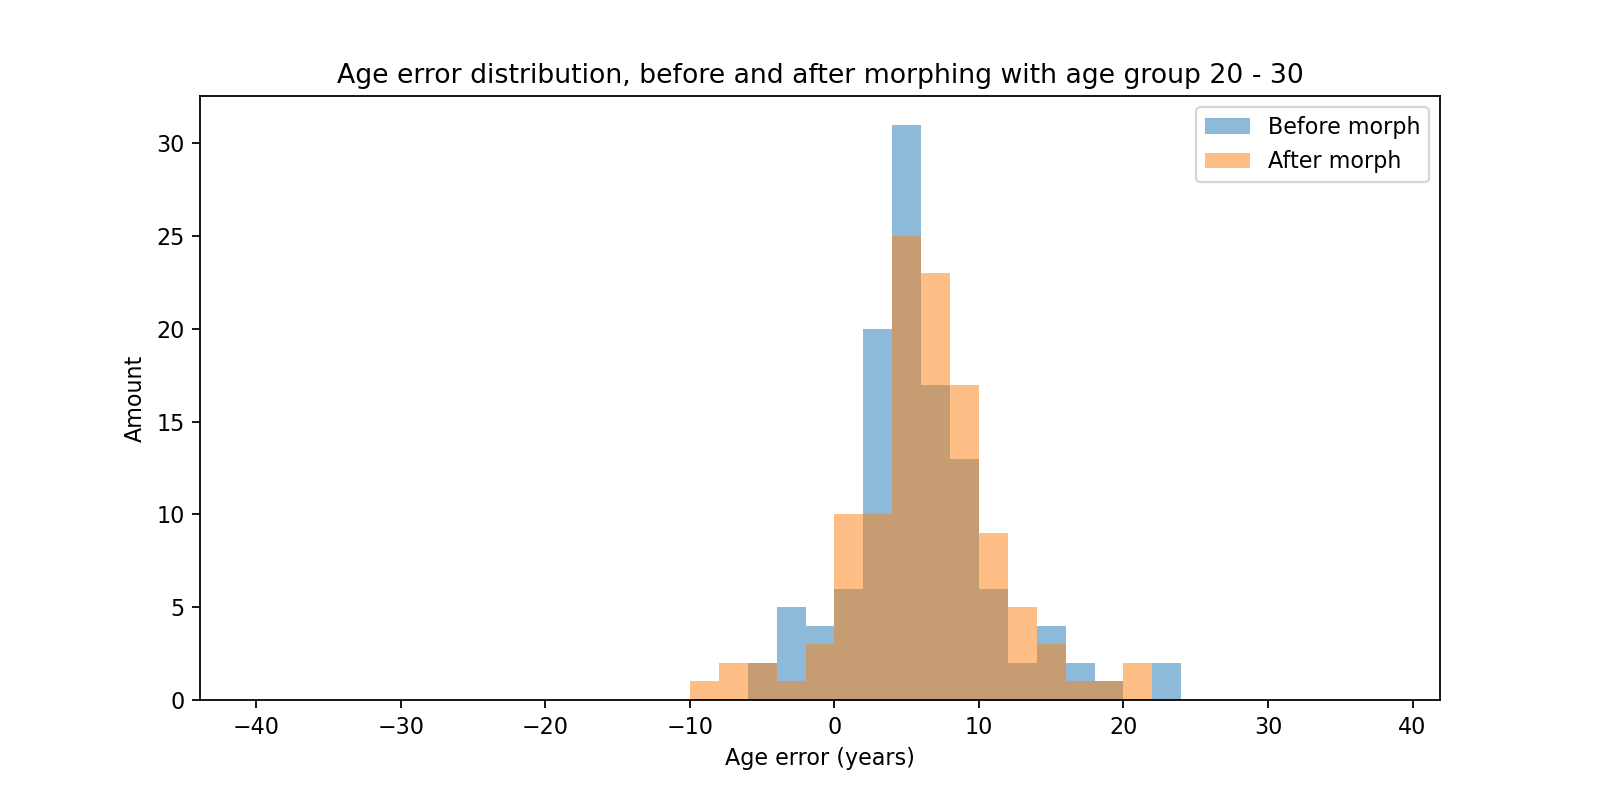 Age error distribution, before and after morphing with age group 20 - 30
Before morph
After morph
30
25
20
15
10
5
0
Amount
−40 −30 −20 −10 0 10 20 30 40
Age error (years)